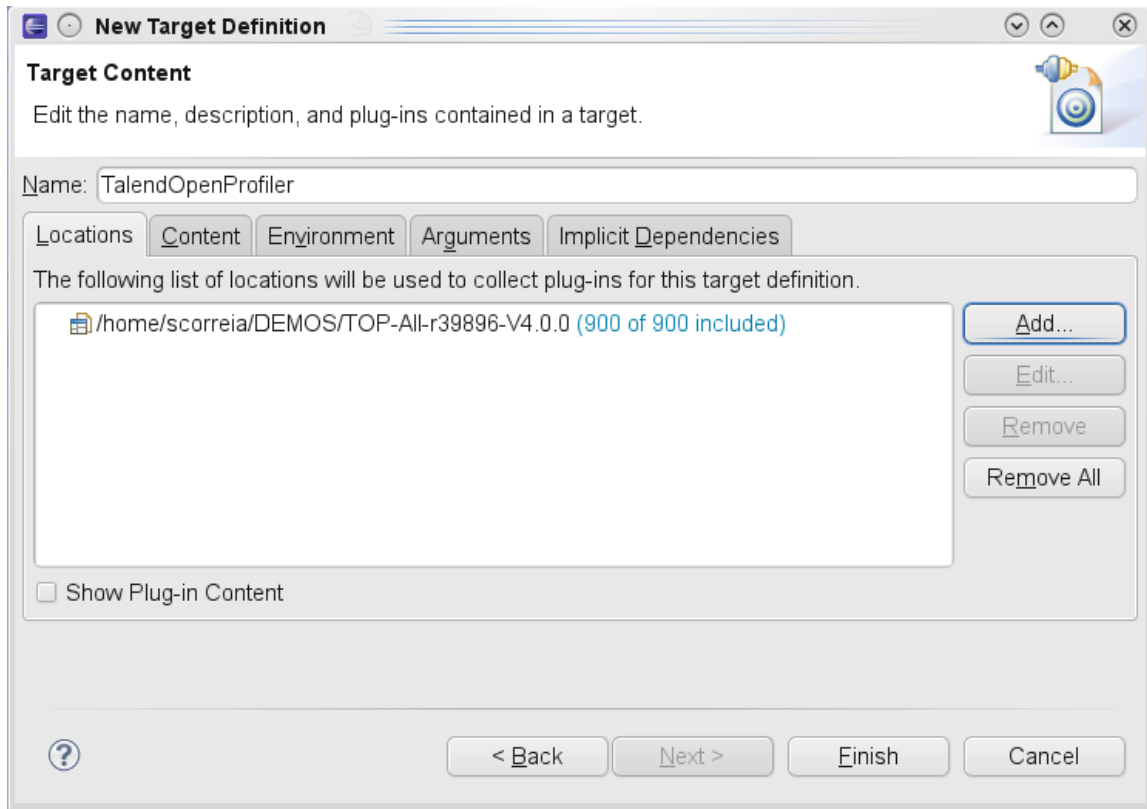 New Target Definition
Target Content
Edit the name, description, and plug-ins contained in a target.
Name: TalendOpenProfiler
Locations Content Environment Arguments Implicit Dependencies
The following list of locations will be used to collect plug-ins for this target definition.
/home/scorreia/DEMOS/TOP-All-r39896-V4.0.0 (900 of 900 included)
Add...
Edit...
Remove
Remove All
Show Plug-in Content
? < Back Next > Finish Cancel